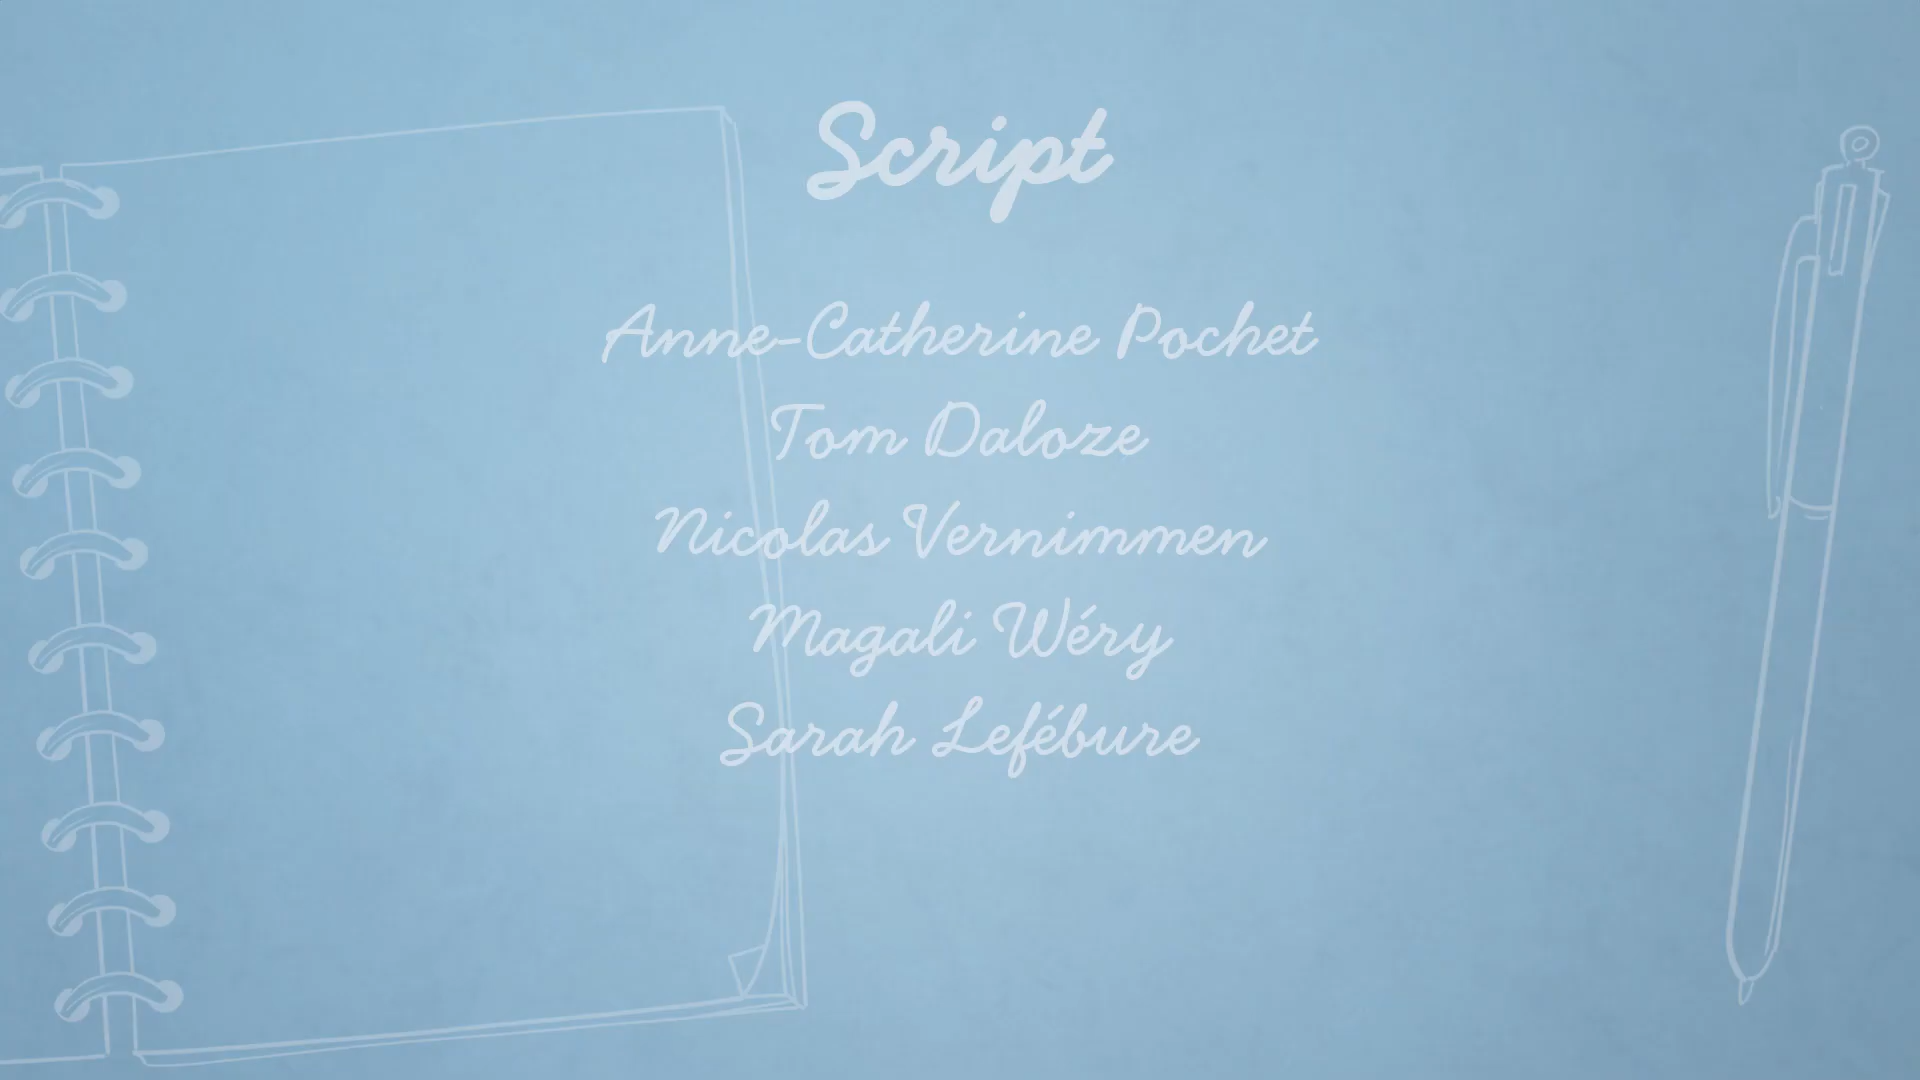 Script
Anne-Catherine Pochet
Tom Daloze
Nicolas Vernimmen
Magali Wéry
Sarah Lefébure